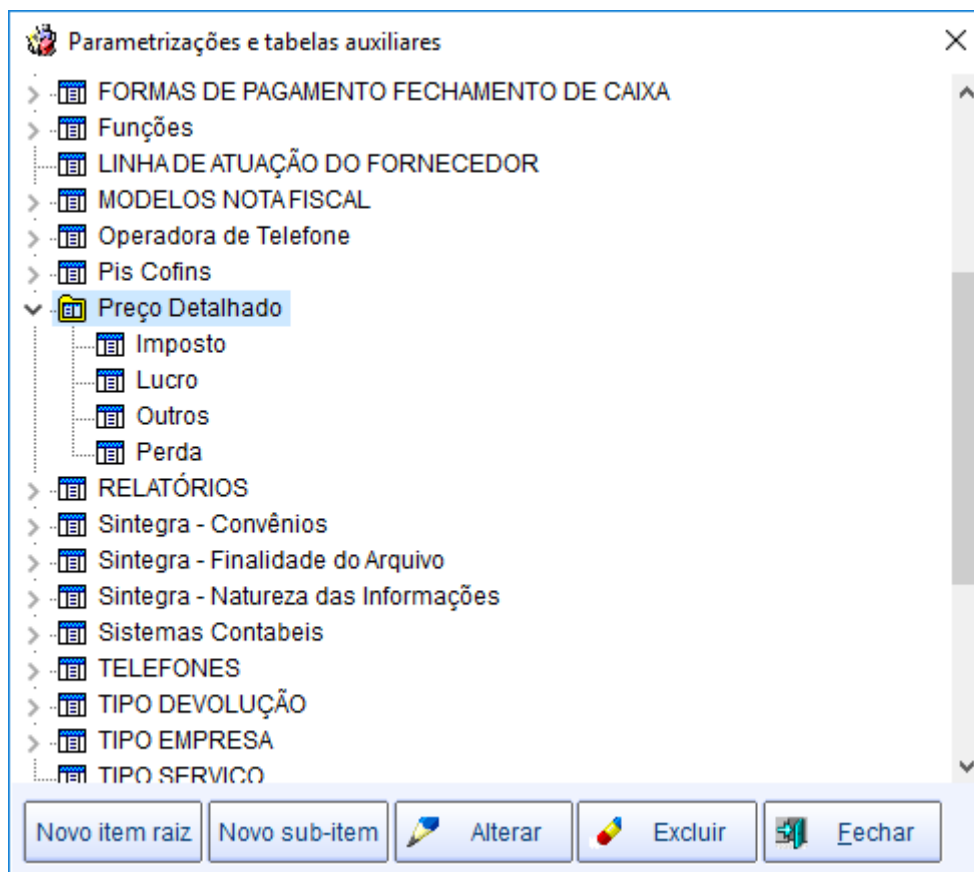 Parametrizações e tabelas auxiliares
FORMAS DE PAGAMENTO FECHAMENTO DE CAIXA
Funções
LINHA DE ATUAÇÃO DO FORNECEDOR
MODELOS NOTA FISCAL
Operadora de Telefone
Pis Cofins
Preço Detalhado
Imposto
Lucro
Outros
Perda
RELATÓRIOS
Sintegra - Convênios
Sintegra - Finalidade do Arquivo
Sintegra - Natureza das Informações
Sistemas Contabeis
TELEFONES
TIPO DEVOLUÇÃO
TIPO EMPRESA
TIPO SERVICO
Novo item raiz Novo sub-item Alterar Excluir Fechar